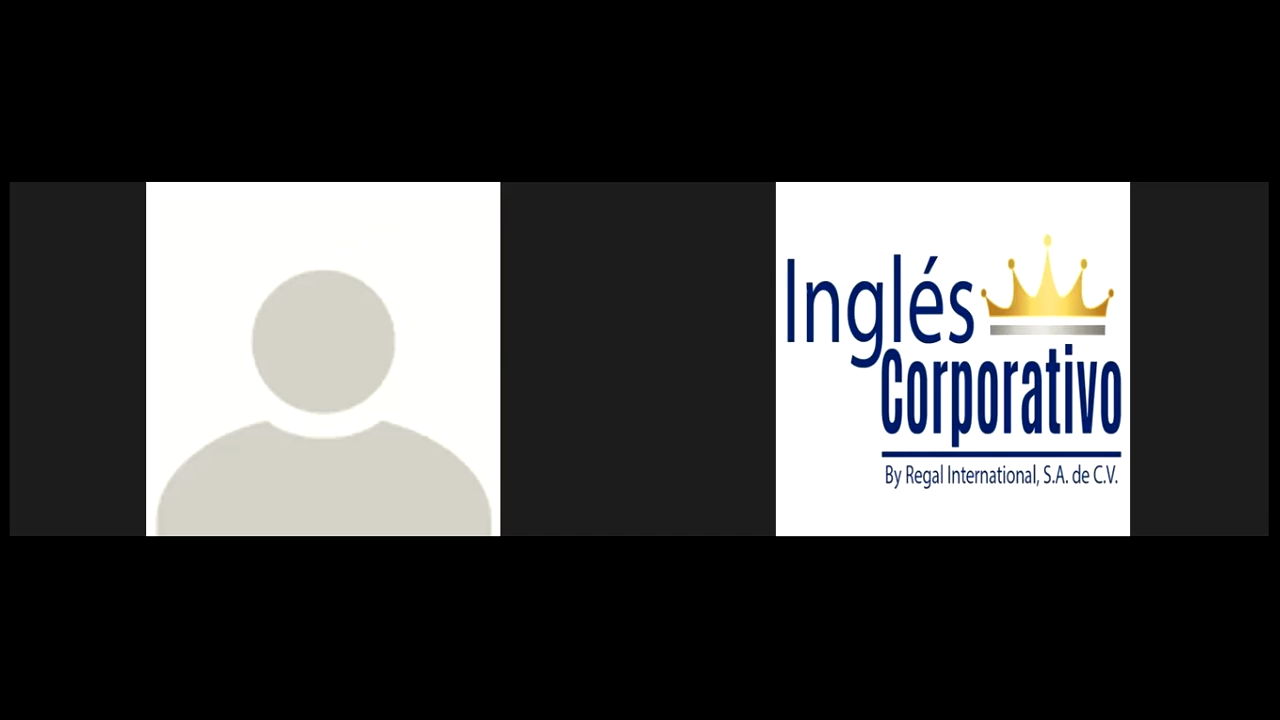 Inglés
Corporativo
By Regal International, S.A. de C.V.